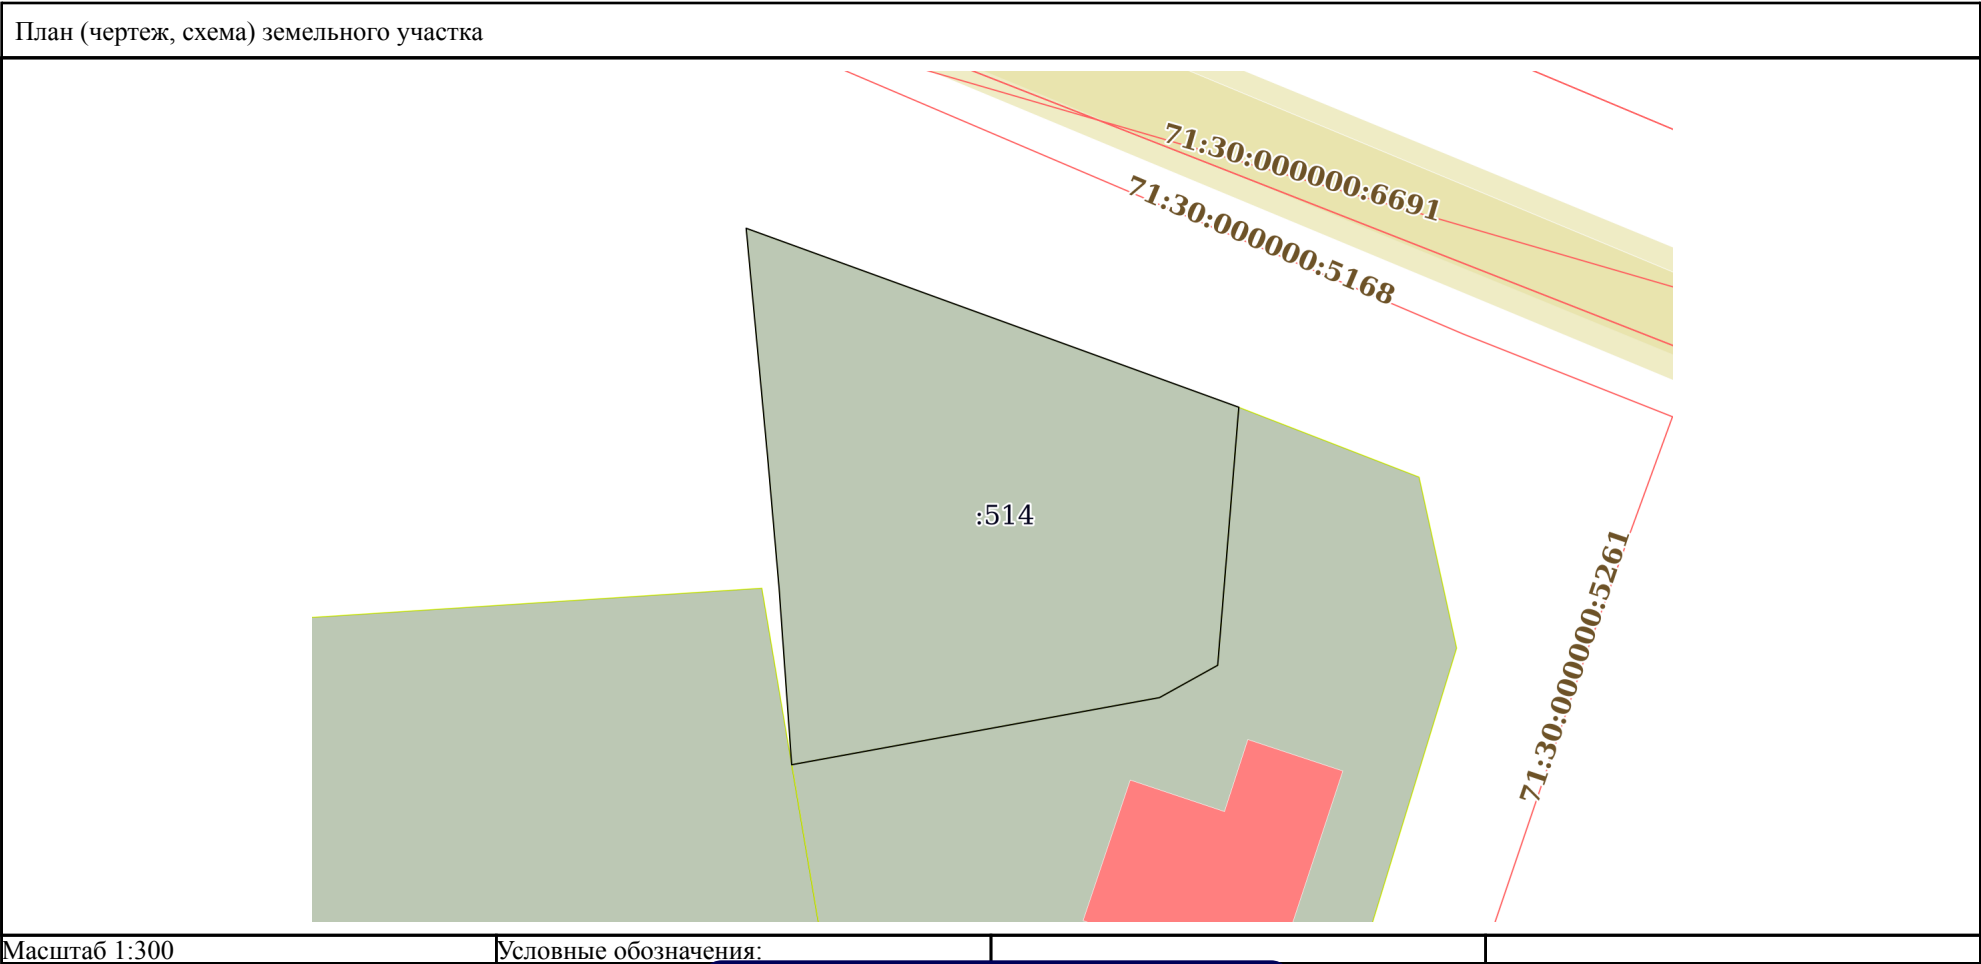 План (чертеж, схема) земельного участка
71:30:000000:6691
71:30:000000:5168
:514
71:30:000000:5261
Масштаб 1:300
Условные обозначения: